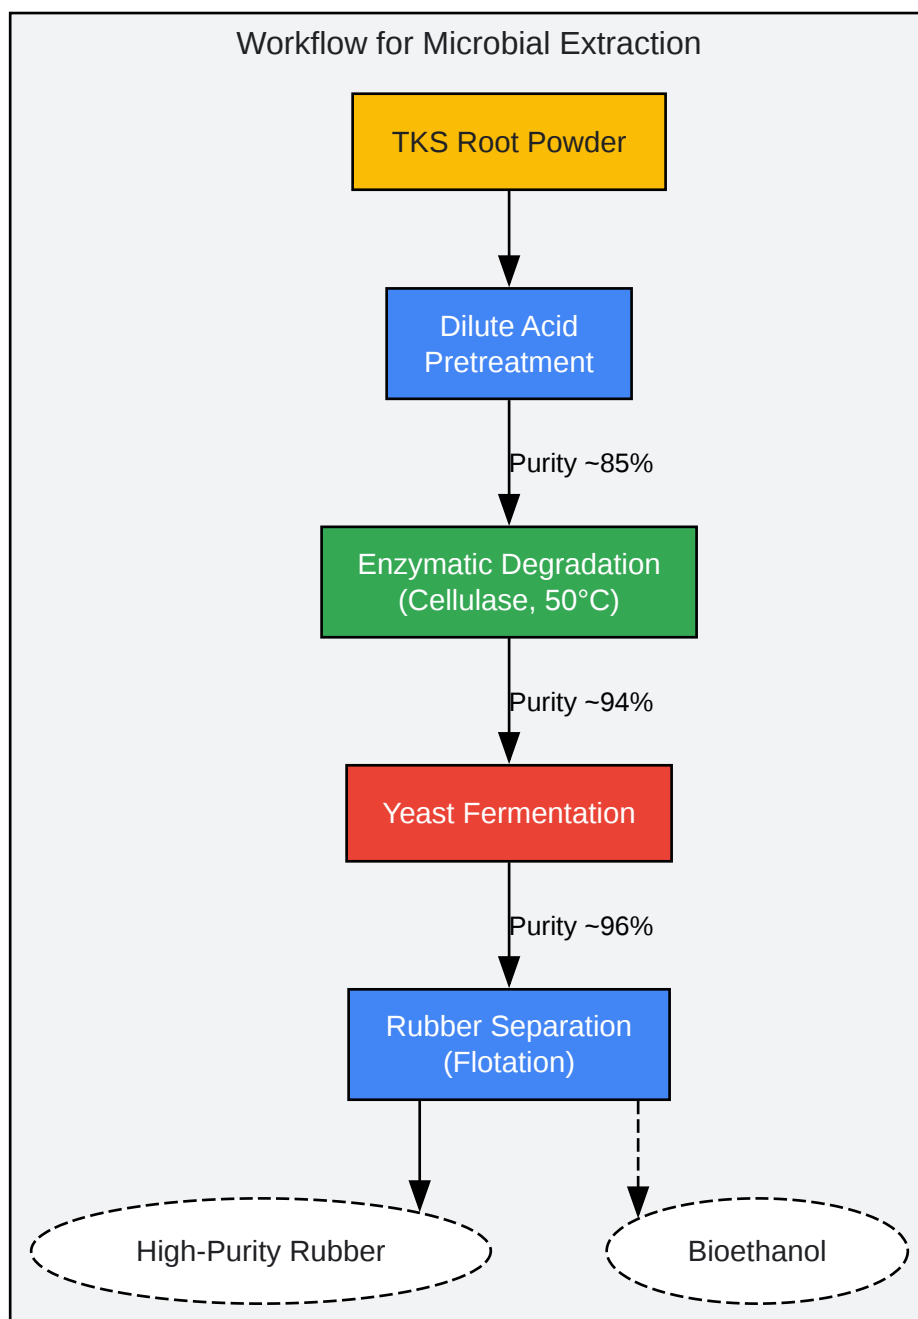 Workflow for Microbial Extraction
TKS Root Powder
Dilute Acid
Pretreatment
Purity ~85%
Enzymatic Degradation
(Cellulase, 50°C)
Purity ~94%
Yeast Fermentation
Purity ~96%
Rubber Separation
(Flotation)
High-Purity Rubber
Bioethanol